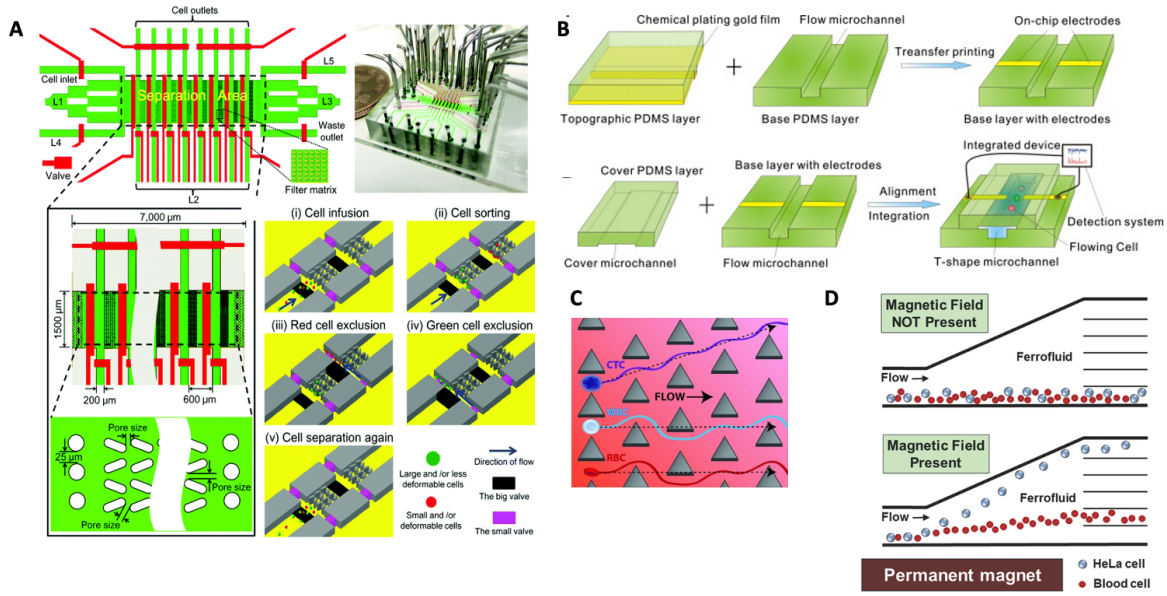 A
Cell outlets
Cell inlet
L5
Separation Area
L1
L3
Waste
outlet
L4
Valve
Filter matrix
L2
7,000 µm
1500 µm
200 µm
600 µm
Pore size
25 µm
Pore size
Pore size
(i) Cell infusion
(ii) Cell sorting
(iii) Red cell exclusion
(iv) Green cell exclusion
(v) Cell separation again
Large and /or less
deformable cells
Small and /or
deformable cells
Direction of flow
The big valve
The small valve
B
Chemical plating gold film
Flow microchannel
On-chip electrodes
Treansfer printing
Topographic PDMS layer
Base PDMS layer
Base layer with electrodes
Cover PDMS layer
Base layer with electrodes
Integrated device
Alignment
Integration
Detection system
Flowing Cell
Cover microchannel
Flow microchannel
T-shape microchannel
C
CTC
FLOW
WBC
RBC
D
Magnetic Field
NOT Present
Ferrofluid
Flow
Magnetic Field
Present
Ferrofluid
Flow
Permanent magnet
HeLa cell
Blood cell